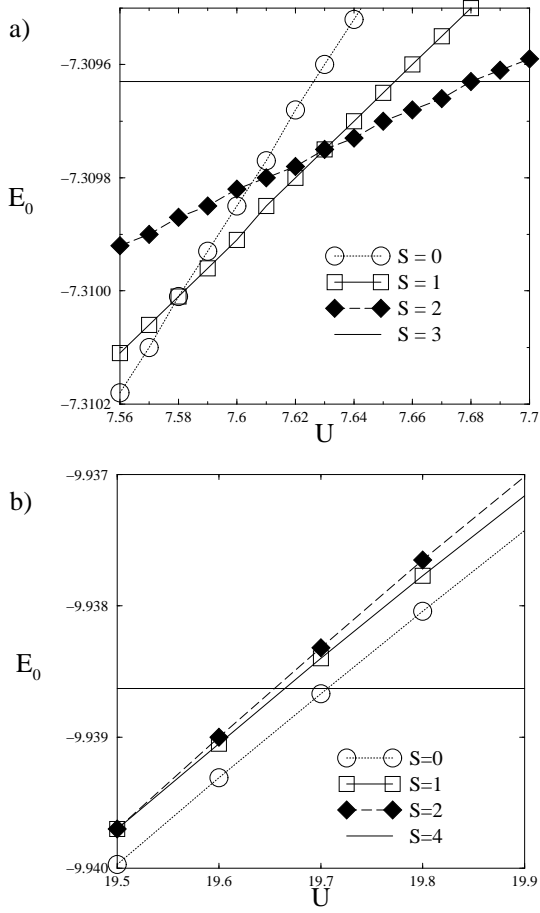 a)
−7.3096
−7.3098
E0
−7.3100
−7.3102
S = 0
S = 1
S = 2
S = 3
7.56 7.58 7.6 7.62 7.64 7.66 7.68 7.7
U
b)
−9.937
−9.938
E0
−9.939
−9.940
S=0
S=1
S=2
S=4
19.5 19.6 19.7 19.8 19.9
U